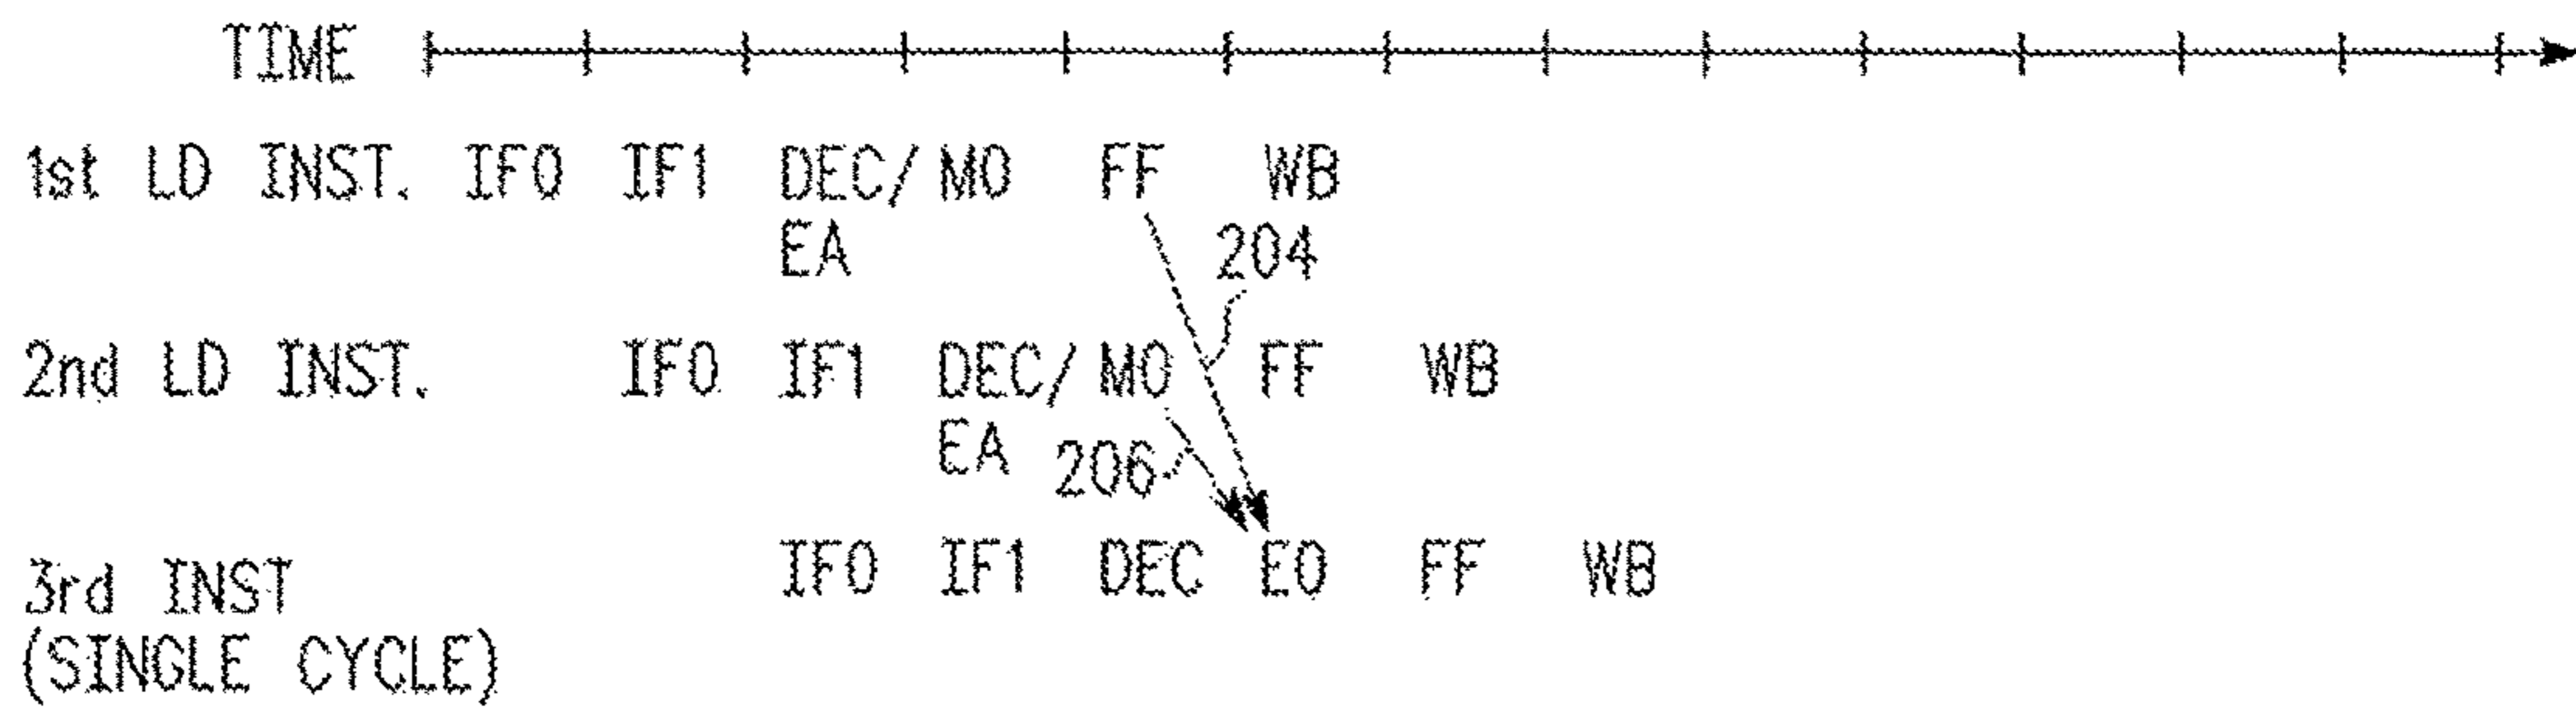 TIME
1st LD INST. IF0 IF1 DEC/ M0 FF WB
EA 204
2nd LD INST. IF0 IF1 DEC/ M0 FF WB
EA 206
3rd INST IF0 IF1 DEC E0 FF WB
(SINGLE CYCLE)